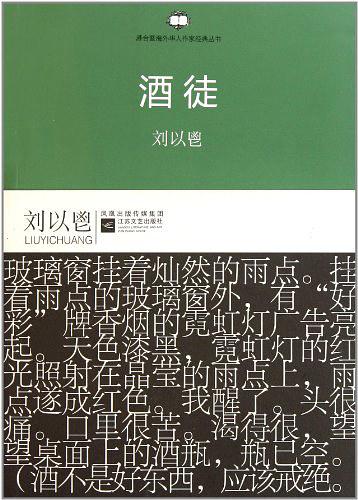 港台暨海外华人作家经典丛书
酒徒
刘以鬯
刘以鬯
LIUYICHUANG
凤凰出版传媒集团
江苏文艺出版社
玻璃窗挂着灿然的雨点。挂
着雨点的玻璃窗外，有“好
彩”牌香烟的霓虹灯广告亮
起。天色漆黑，霓虹灯的红
光照射在晶莹的雨点上，雨
点遂成红色。我醒了。头很
痛。口里很苦。渴得很，
望望桌面上的酒瓶，瓶已空。
（酒不是好东西，应该戒绝。